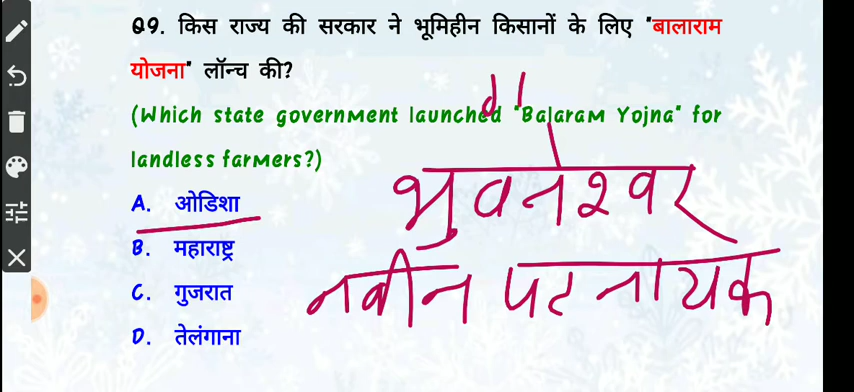 Q9. किस राज्य की सरकार ने भूमिहीन किसानों के लिए "बालाराम
योजना" लॉन्च की?
(Which state government launched "Balaram Yojna" for
landless farmers?)
A. ओडिशा
B. महाराष्ट्र
C. गुजरात
D. तेलंगाना
भुवनेश्वर
नवीन पटनायक